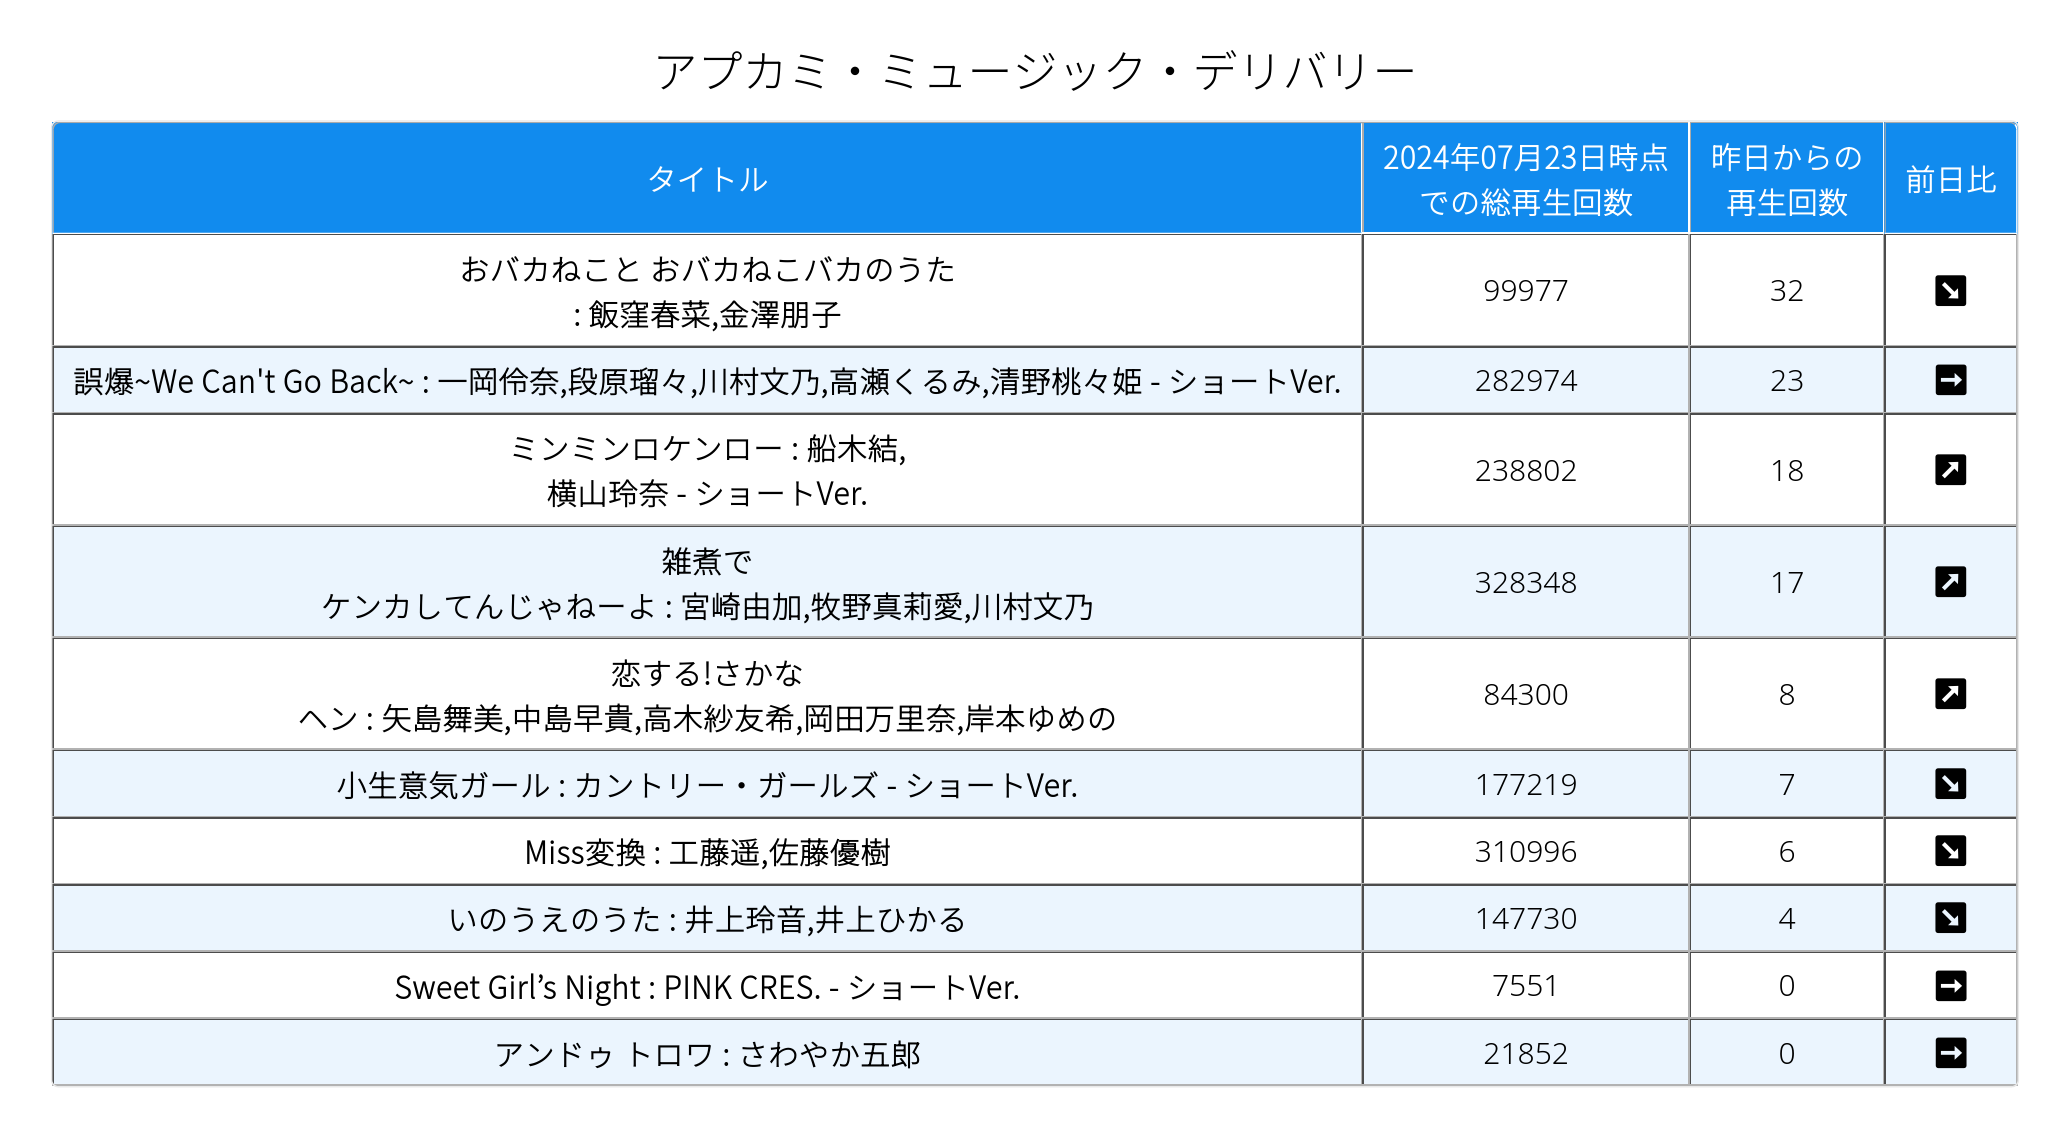 アプカミ・ミュージック・デリバリー
タイトル
2024年07月23日時点
での総再生回数
昨日からの
再生回数
前日比
おバカねこと おバカねこバカのうた
: 飯窪春菜,金澤朋子
99977
32
誤爆~We Can't Go Back~ : 一岡伶奈,段原瑠々,川村文乃,高瀬くるみ,清野桃々姫 - ショートVer.
282974
23
ミンミンロケンロー : 船木結,
横山玲奈 - ショートVer.
238802
18
雑煮で
ケンカしてんじゃねーよ : 宮崎由加,牧野真莉愛,川村文乃
328348
17
恋する!さかな
ヘン : 矢島舞美,中島早貴,高木紗友希,岡田万里奈,岸本ゆめの
84300
8
小生意気ガール : カントリー・ガールズ - ショートVer.
177219
7
Miss変換 : 工藤遥,佐藤優樹
310996
6
いのうえのうた : 井上玲音,井上ひかる
147730
4
Sweet Girl’s Night : PINK CRES. - ショートVer.
7551
0
アンドゥ トロワ : さわやか五郎
21852
0